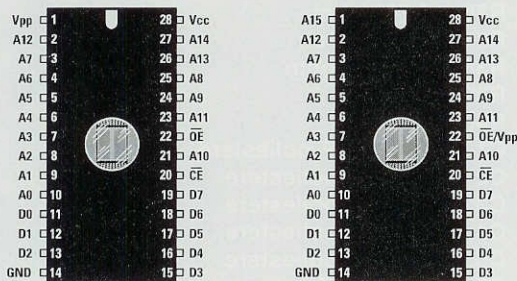 Vpp 1 28 Vcc A15 1 28 Vcc
A12 2 27 A14 A12 2 27 A14
A7 3 26 A13 A7 3 26 A13
A6 4 25 A8 A6 4 25 A8
A5 5 24 A9 A5 5 24 A9
A4 6 23 A11 A4 6 23 A11
A3 7 22 O̅E̅ A3 7 22 O̅E̅/Vpp
A2 8 21 A10 A2 8 21 A10
A1 9 20 C̅E̅ A1 9 20 C̅E̅
A0 10 19 D7 A0 10 19 D7
D0 11 18 D6 D0 11 18 D6
D1 12 17 D5 D1 12 17 D5
D2 13 16 D4 D2 13 16 D4
GND 14 15 D3 GND 14 15 D3